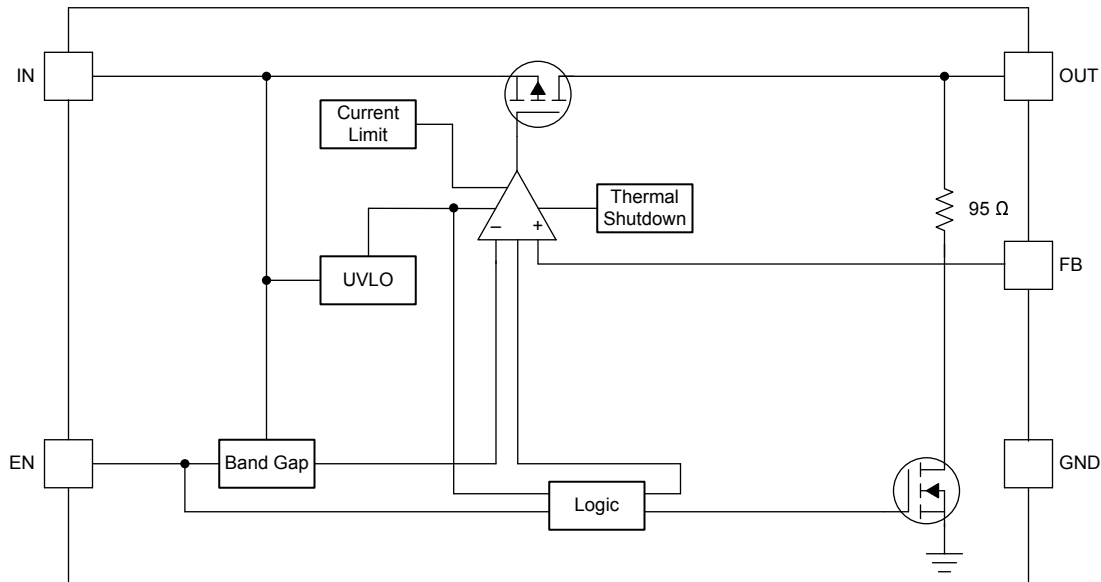 IN
OUT
Current
Limit
Thermal
Shutdown
95 Ω
−
+
UVLO
FB
EN
Band Gap
GND
Logic